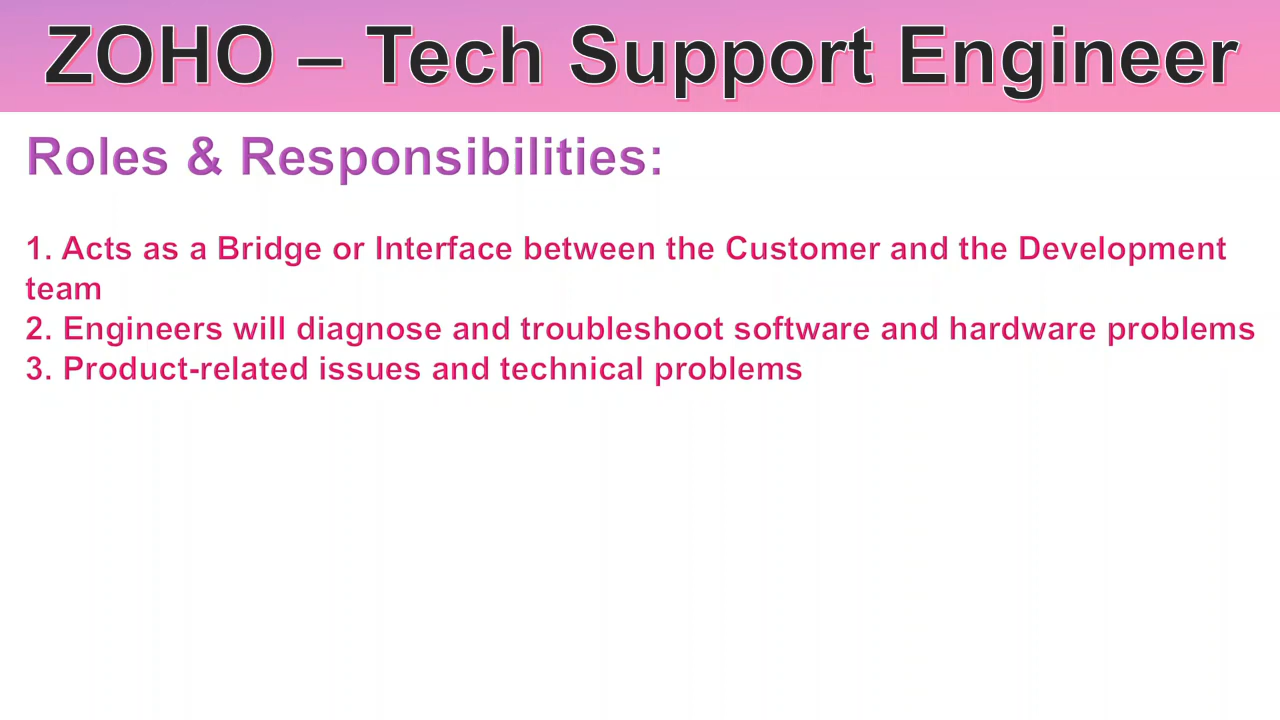 ZOHO – Tech Support Engineer
Roles & Responsibilities:
1. Acts as a Bridge or Interface between the Customer and the Development
team
2. Engineers will diagnose and troubleshoot software and hardware problems
3. Product-related issues and technical problems